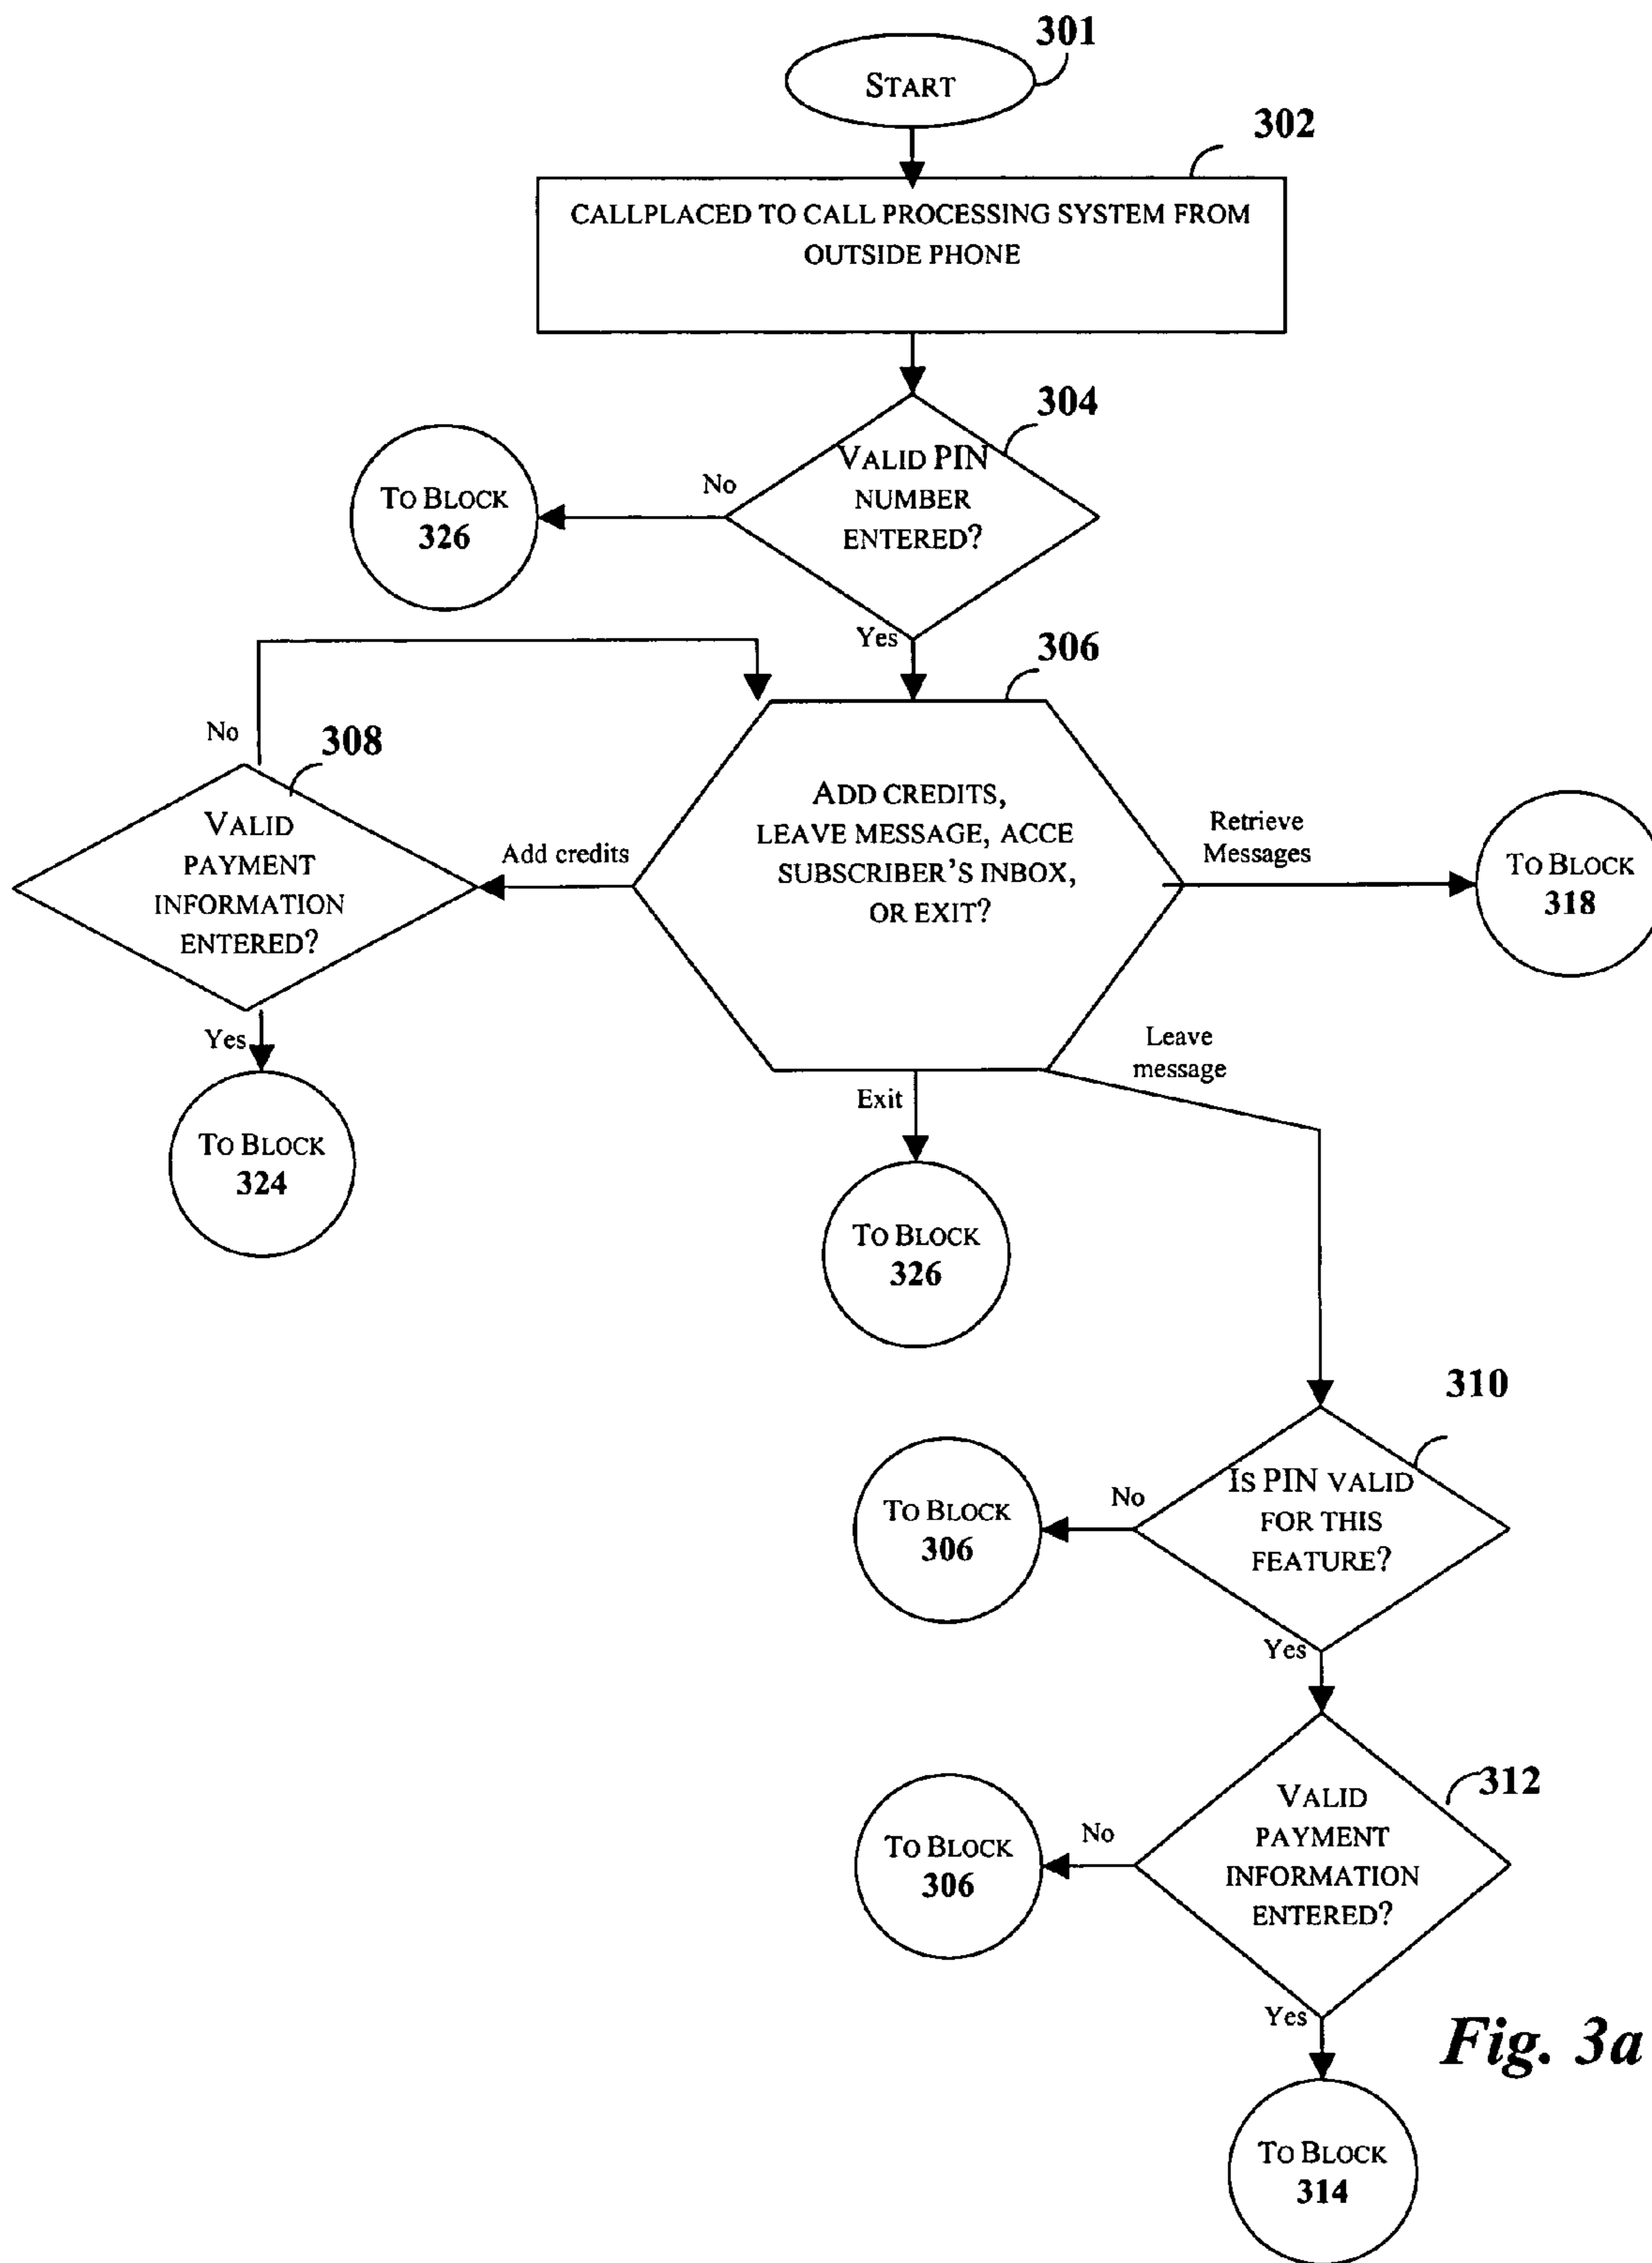 301
START
302
CALLPLACED TO CALL PROCESSING SYSTEM FROM
OUTSIDE PHONE
304
VALID PIN
NUMBER
ENTERED?
No
TO BLOCK
326
Yes
306
No
308
VALID
PAYMENT
INFORMATION
ENTERED?
Add credits
ADD CREDITS,
LEAVE MESSAGE, ACCE
SUBSCRIBER'S INBOX,
OR EXIT?
Retrieve
Messages
TO BLOCK
318
Yes
TO BLOCK
324
Exit
TO BLOCK
326
Leave
message
310
IS PIN VALID
FOR THIS
FEATURE?
No
TO BLOCK
306
Yes
312
VALID
PAYMENT
INFORMATION
ENTERED?
No
TO BLOCK
306
Yes
TO BLOCK
314
Fig. 3a